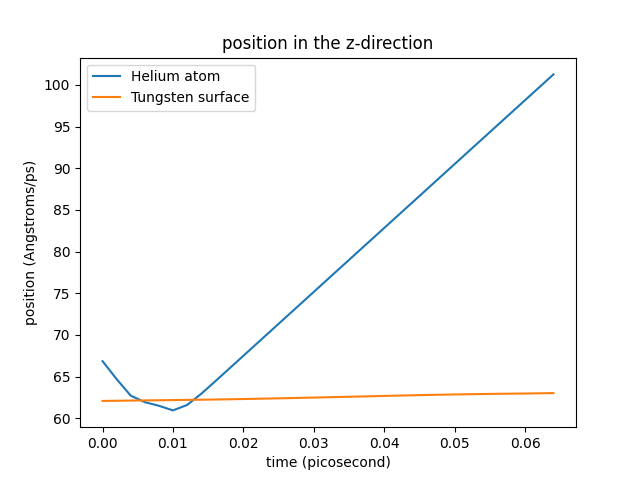 position in the z-direction
Helium atom
Tungsten surface
position (Angstroms/ps)
100
95
90
85
80
75
70
65
60
0.00 0.01 0.02 0.03 0.04 0.05 0.06
time (picosecond)